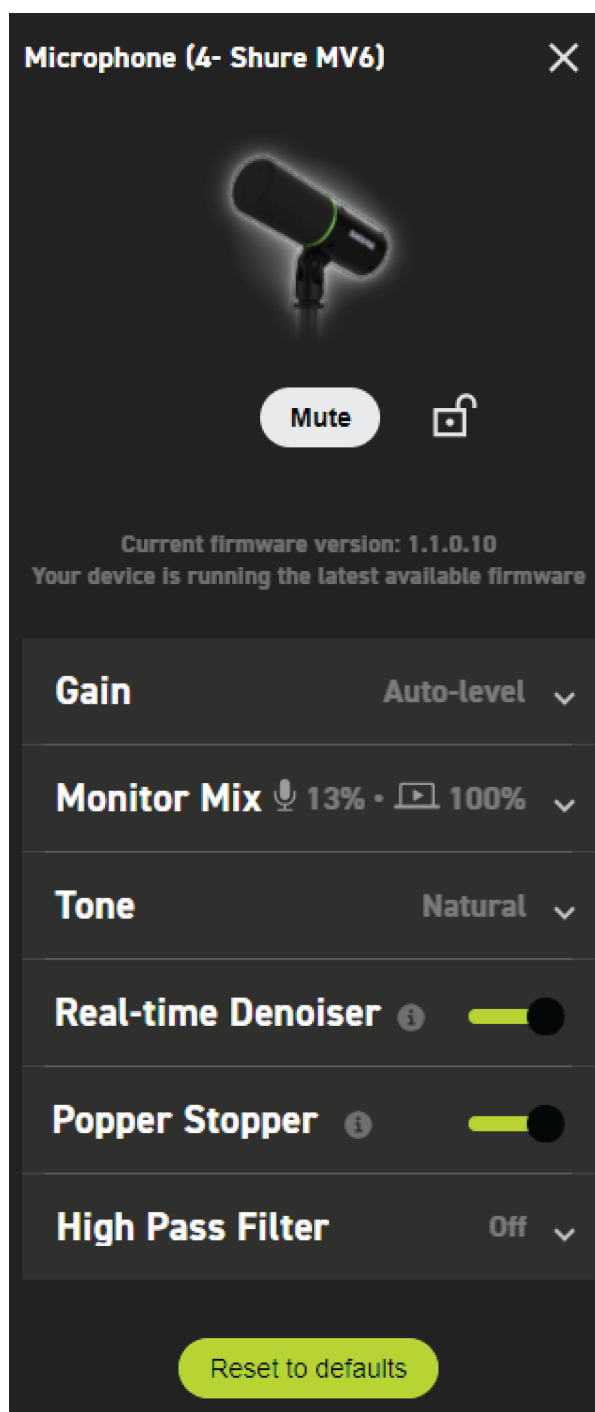 Microphone (4- Shure MV6)
Mute
Current firmware version: 1.1.0.10
Your device is running the latest available firmware
Gain Auto-level
Monitor Mix 13% • 100%
Tone Natural
Real-time Denoiser
Popper Stopper
High Pass Filter Off
Reset to defaults